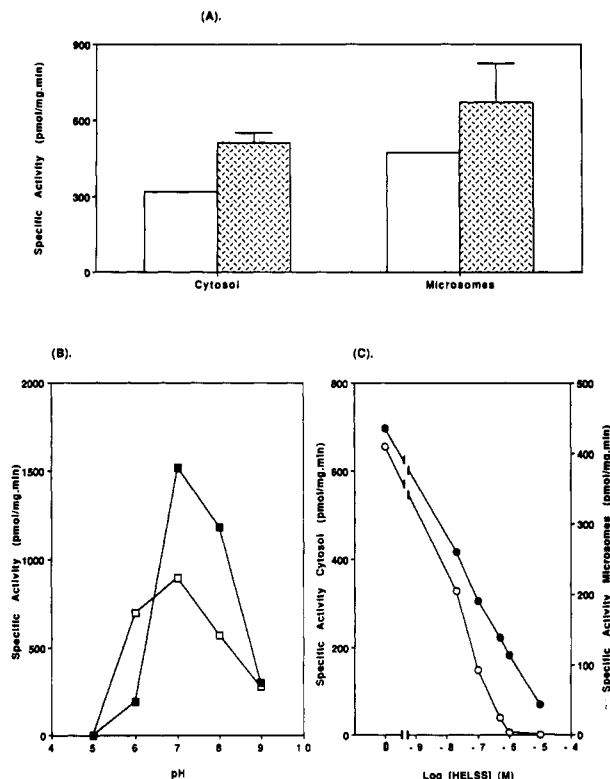 (A).
Specific Activity (pmol/mg.min)
900
600
300
0
Cytosol
Microsomes
(B).
Specific Activity (pmol/mg.min)
2000
1500
1000
500
0
4 5 6 7 8 9 10
pH
(C).
Specific Activity Cytosol (pmol/mg.min)
800
600
400
200
0
500
400
300
200
100
0
Specific Activity Microsomes (pmol/mg.min)
0 -9 -8 -7 -6 -5 -4
Log [HELSS] (M)